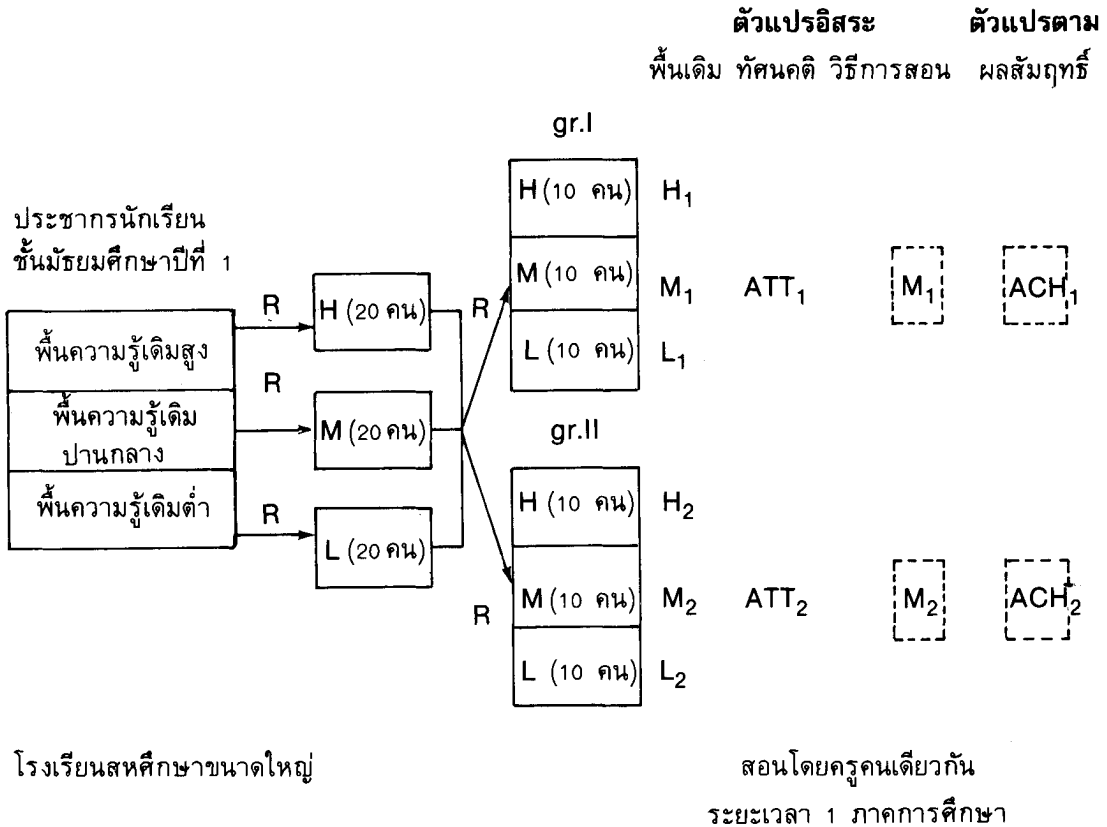 ตัวแปรอิสระ ตัวแปรตาม
พื้นเดิม ทัศนคติ วิธีการสอน ผลสัมฤทธิ์
gr.I
H (10 คน) H₁
ประชากรนักเรียน
ชั้นมัธยมศึกษาปีที่ 1
R H (20 คน) R M (10 คน) M₁ ATT₁ M₁ ACH₁
พื้นความรู้เดิมสูง
L (10 คน) L₁
R
พื้นความรู้เดิม
ปานกลาง
M (20 คน)
gr.II
พื้นความรู้เดิมต่ำ
R
L (20 คน)
H (10 คน) H₂
R M (10 คน) M₂ ATT₂ M₂ ACH₂
L (10 คน) L₂
โรงเรียนสหศึกษาขนาดใหญ่
สอนโดยครูคนเดียวกัน
ระยะเวลา 1 ภาคการศึกษา